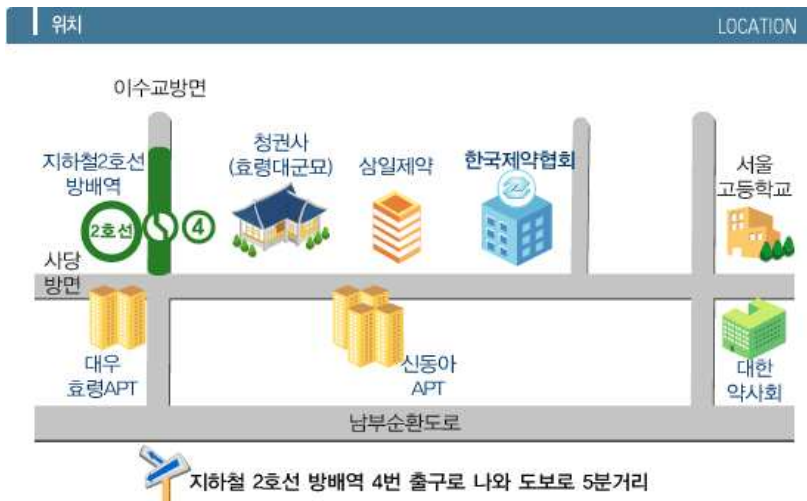 위치
LOCATION
이수교방면
지하철2호선
방배역
2호선
4
청권사
(효령대군묘)
삼일제약
한국제약협회
서울
고등학교
사당
방면
대우
효령APT
신동아
APT
대한
약사회
남부순환도로
지하철 2호선 방배역 4번 출구로 나와 도보로 5분거리